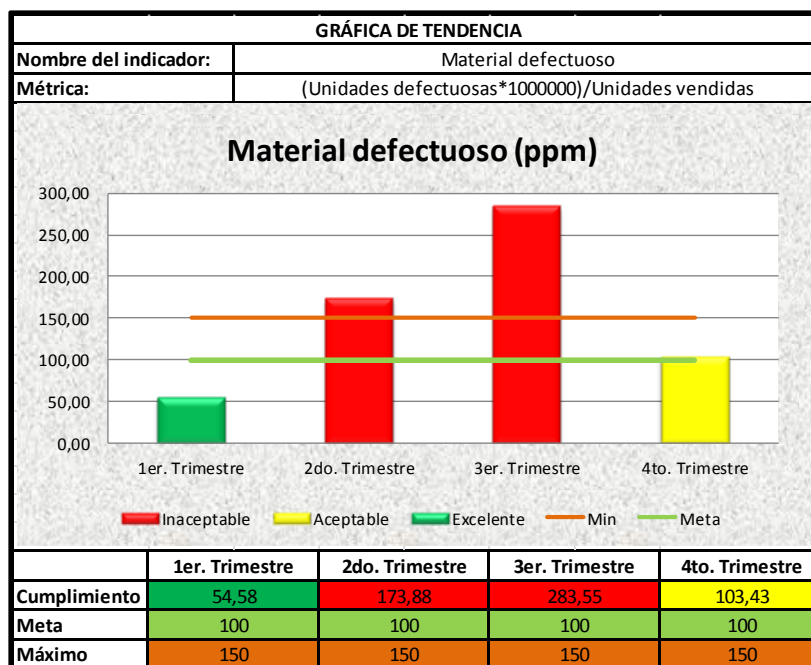 GRÁFICA DE TENDENCIA
Nombre del indicador: Material defectuoso
Métrica: (Unidades defectuosas*1000000)/Unidades vendidas
Material defectuoso (ppm)
300,00
250,00
200,00
150,00
100,00
50,00
0,00
1er. Trimestre 2do. Trimestre 3er. Trimestre 4to. Trimestre
Inaceptable Aceptable Excelente Min Meta
1er. Trimestre 2do. Trimestre 3er. Trimestre 4to. Trimestre
Cumplimiento 54,58 173,88 283,55 103,43
Meta 100 100 100 100
Máximo 150 150 150 150